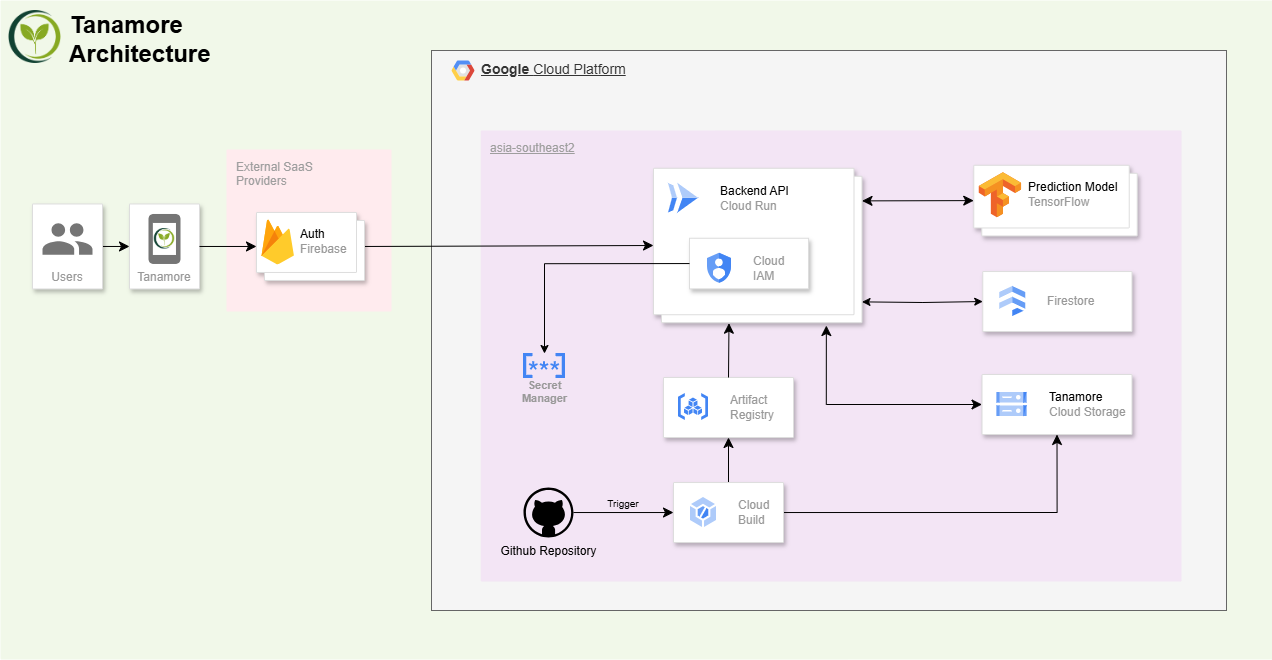 Tanamore
Architecture
Google Cloud Platform
asia-southeast2
External SaaS
Providers
Users
Tanamore
Auth
Firebase
Backend API
Cloud Run
Cloud
IAM
Prediction Model
TensorFlow
Firestore
[***]
Secret
Manager
Artifact
Registry
Tanamore
Cloud Storage
Github Repository
Trigger
Cloud
Build